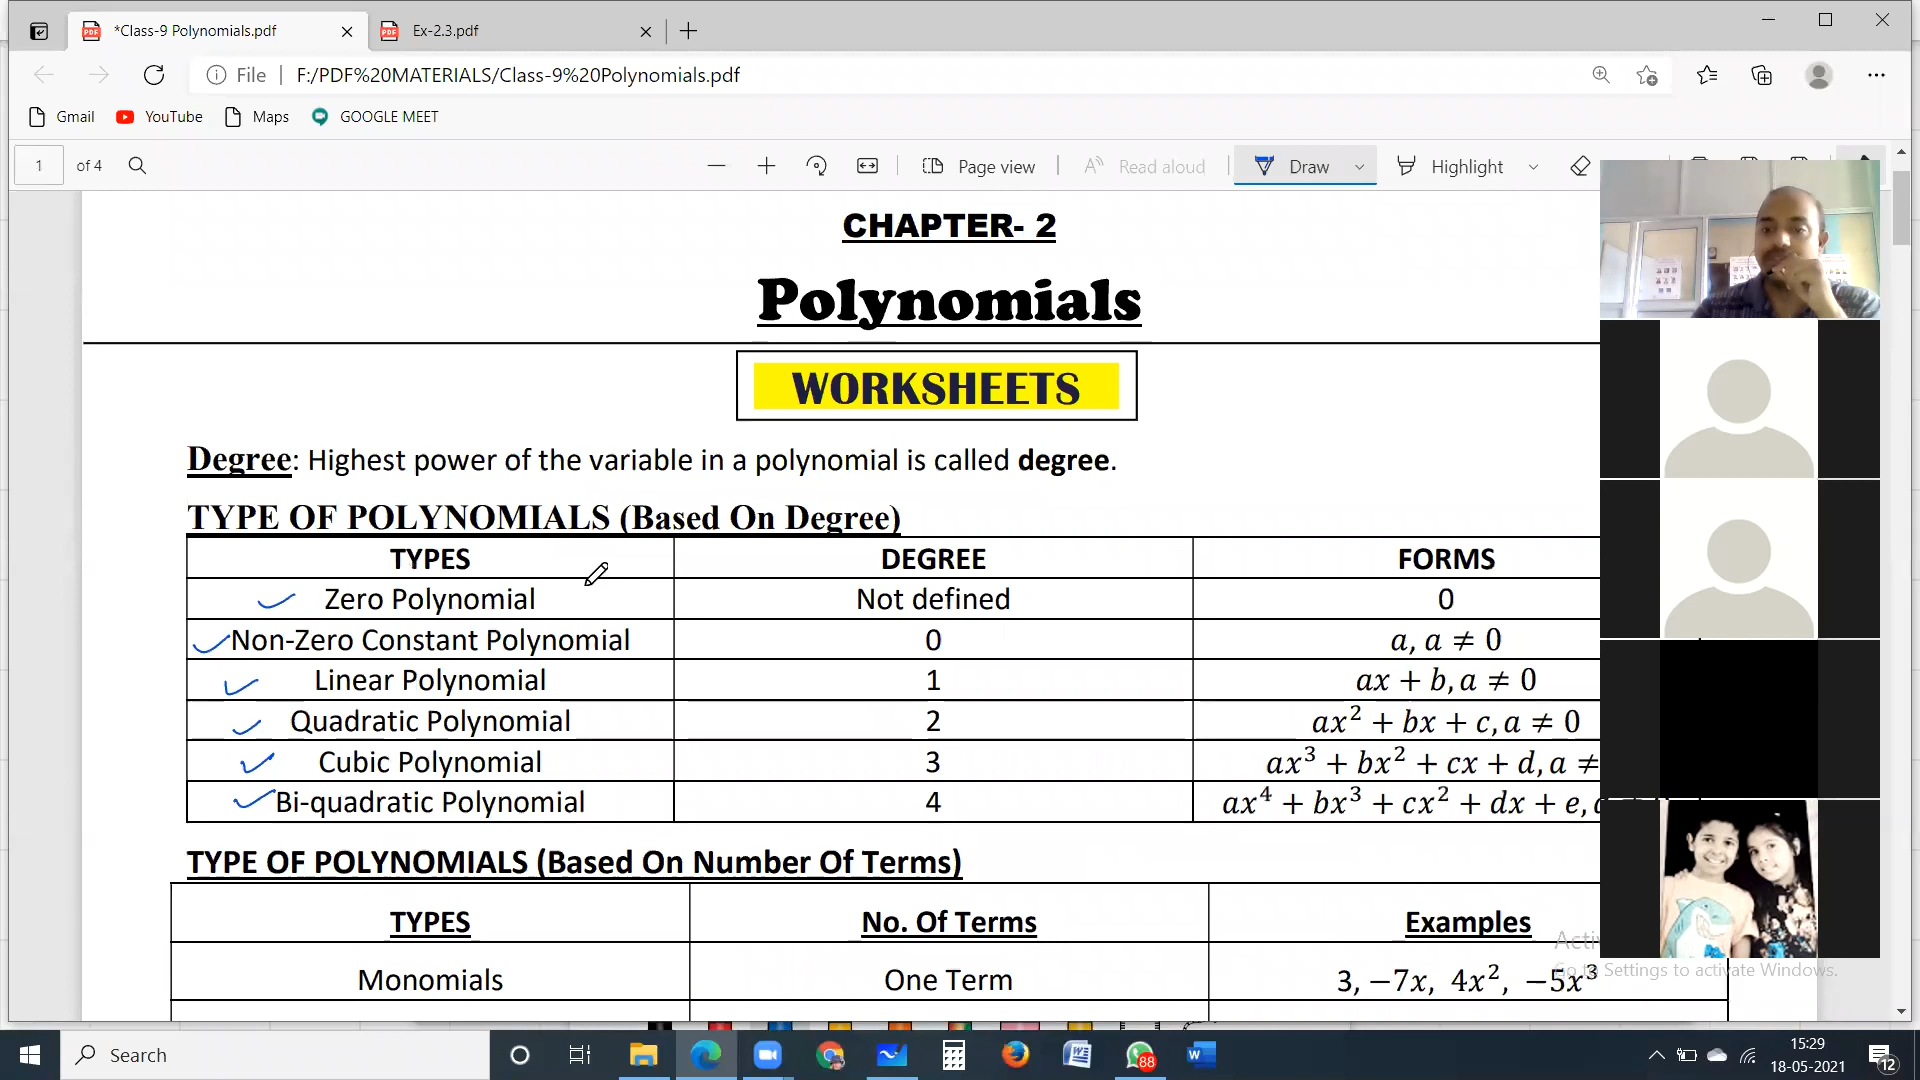 *Class-9 Polynomials.pdf
Ex-2.3.pdf
File
F:/PDF%20MATERIALS/Class-9%20Polynomials.pdf
Gmail
YouTube
Maps
GOOGLE MEET
1 of 4
Page view
Read aloud
Draw
Highlight
CHAPTER- 2
Polynomials
WORKSHEETS
Degree: Highest power of the variable in a polynomial is called degree.
TYPE OF POLYNOMIALS (Based On Degree)
TYPES DEGREE FORMS
Zero Polynomial Not defined 0
Non-Zero Constant Polynomial 0 a, a ≠ 0
Linear Polynomial 1 ax + b, a ≠ 0
Quadratic Polynomial 2 ax² + bx + c, a ≠ 0
Cubic Polynomial 3 ax³ + bx² + cx + d, a ≠
Bi-quadratic Polynomial 4 ax⁴ + bx³ + cx² + dx + e,
TYPE OF POLYNOMIALS (Based On Number Of Terms)
TYPES No. Of Terms Examples
Monomials One Term 3, −7x, 4x², −5x³
Go to Settings to activate Windows.
Search
88
15:29
18-05-2021
12